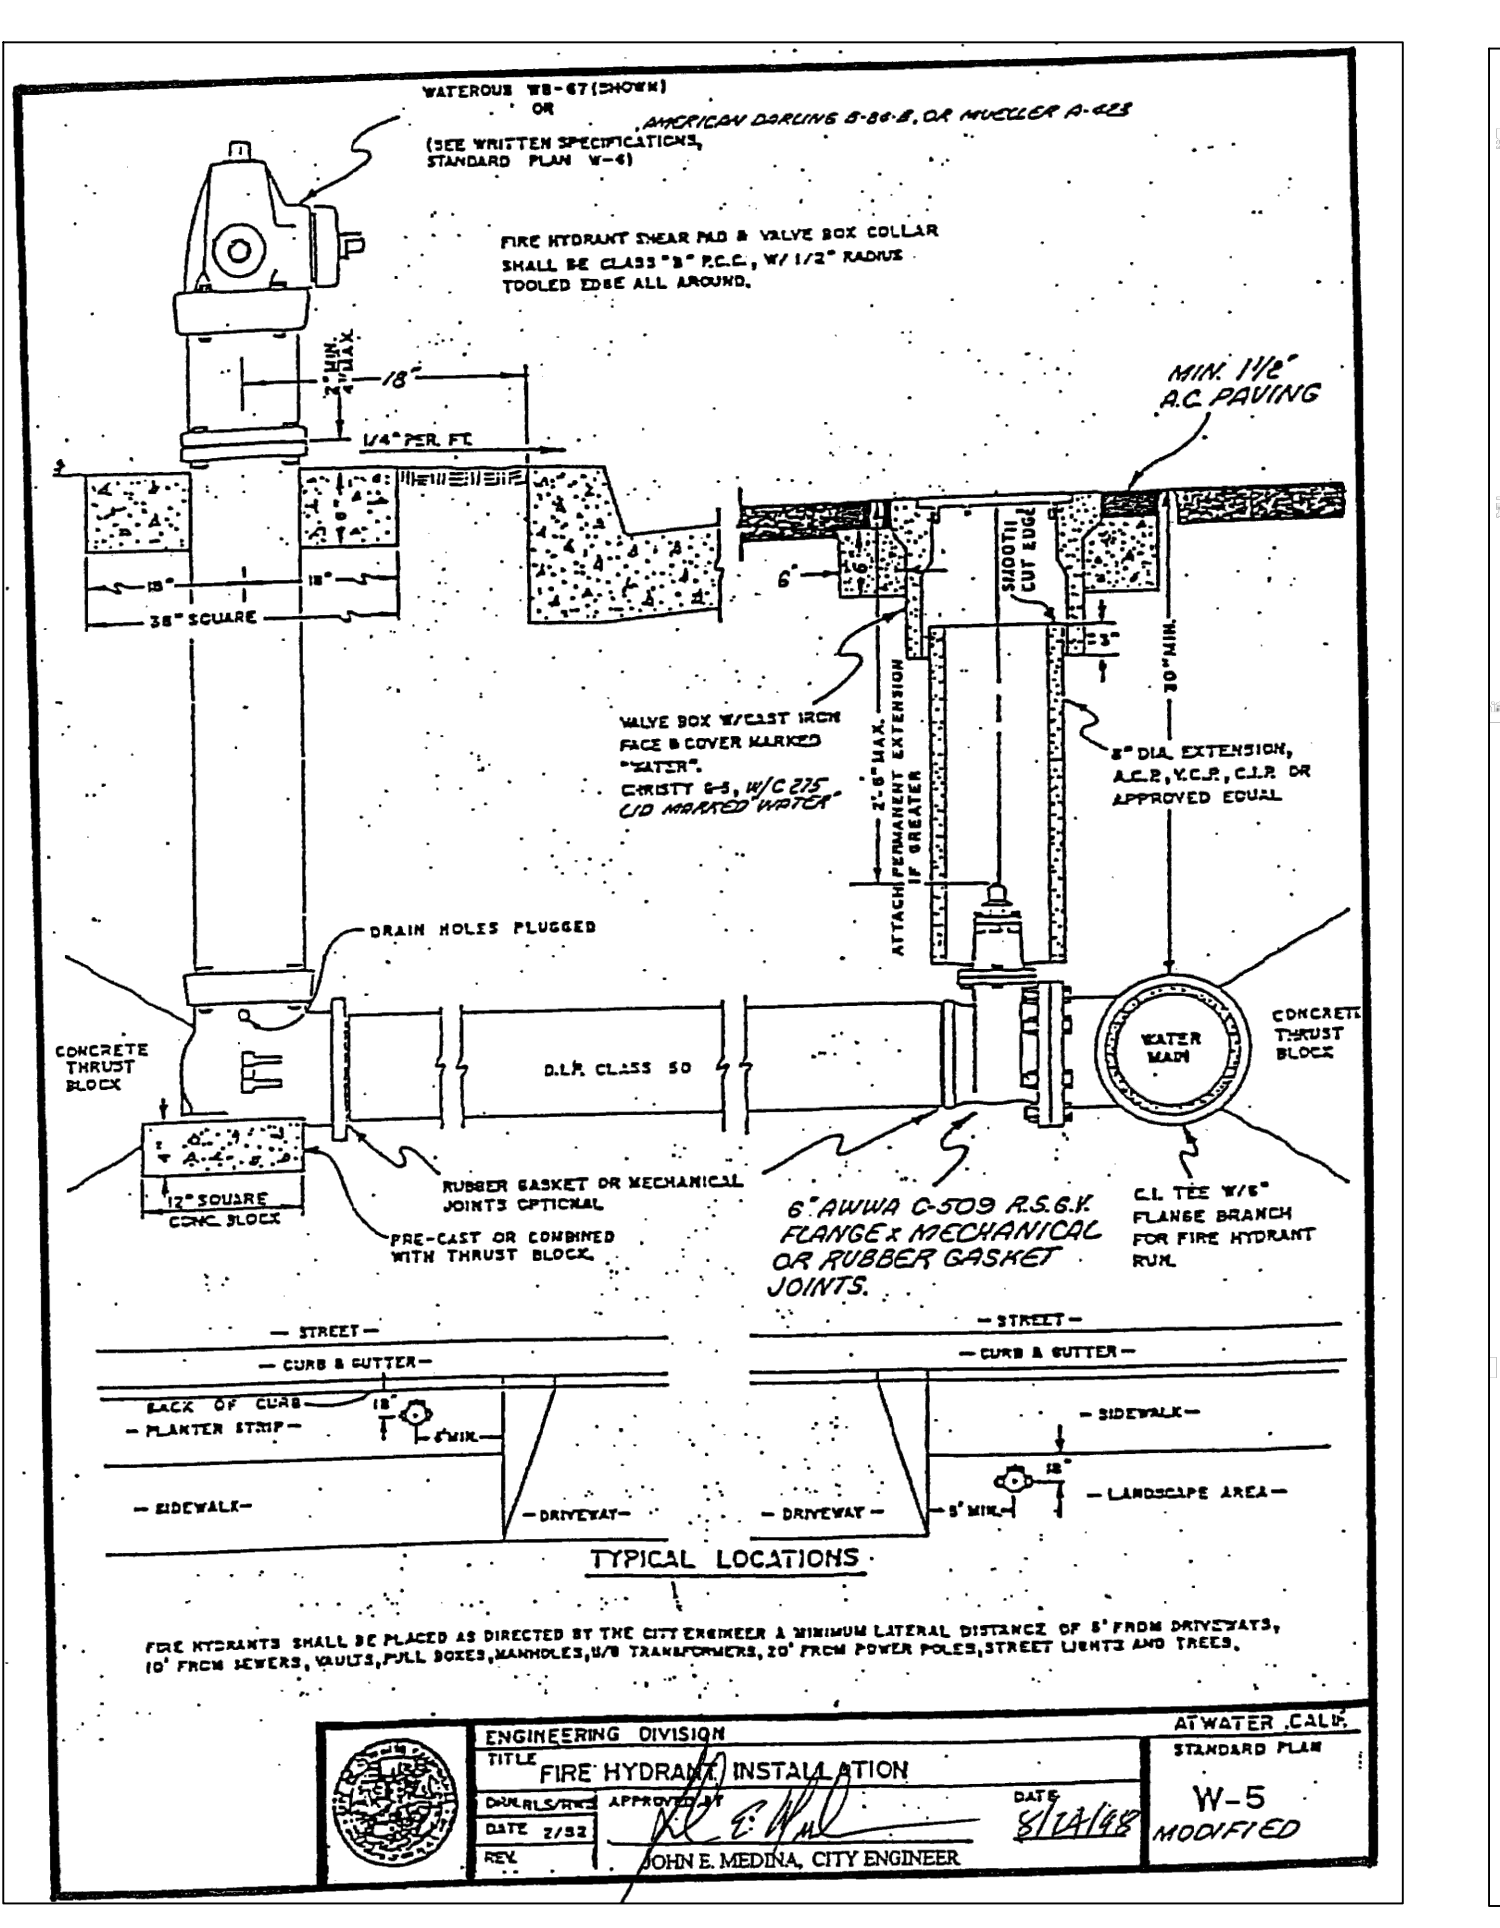 WATEROUS WB-67 (SHOWN)
OR
AMERICAN DARLING B-84-B, OR MUELLER A-423
(SEE WRITTEN SPECIFICATIONS,
STANDARD PLAN W-4)
FIRE HYDRANT SHEAR PAD & VALVE BOX COLLAR
SHALL BE CLASS "B" P.C.C., W/ 1/2" RADIUS
TOOLED EDGE ALL AROUND.
2" MIN.
4" MAX.
18"
1/4" PER. FT.
MIN. 1 1/2"
A.C. PAVING
18"
18"
36" SQUARE
6"
6"
SMOOTH
CUT EDGE
3"
30" MIN.
VALVE BOX W/CAST IRON
FACE & COVER MARKED
"WATER".
CHRISTY G-5, W/C 275
LID MARKED "WATER"
2'-6" MAX.
ATTACH PERMANENT EXTENSION
IF GREATER
8" DIA. EXTENSION,
A.C.P., V.C.P., C.I.P. OR
APPROVED EQUAL
DRAIN HOLES PLUGGED
CONCRETE
THRUST
BLOCK
D.I.P. CLASS 50
WATER
MAIN
CONCRETE
THRUST
BLOCK
12" SQUARE
CONC. BLOCK
RUBBER GASKET OR MECHANICAL
JOINTS OPTIONAL
PRE-CAST OR COMBINED
WITH THRUST BLOCK.
6" AWWA C-509 R.S.G.V.
FLANGE x MECHANICAL
OR RUBBER GASKET
JOINTS.
C.I. TEE W/6"
FLANGE BRANCH
FOR FIRE HYDRANT
RUN.
— STREET —
— CURB & GUTTER —
BACK OF CURB
— PLANTER STRIP —
18"
5' MIN.
— SIDEWALK —
— DRIVEWAY —
— STREET —
— CURB & GUTTER —
— SIDEWALK —
18"
— LANDSCAPE AREA —
— DRIVEWAY —
5' MIN.
TYPICAL LOCATIONS
FIRE HYDRANTS SHALL BE PLACED AS DIRECTED BY THE CITY ENGINEER A MINIMUM LATERAL DISTANCE OF 5' FROM DRIVEWAYS,
10' FROM SEWERS, VAULTS, PULL BOXES, MANHOLES, U/G TRANSFORMERS, 20' FROM POWER POLES, STREET LIGHTS AND TREES.
ENGINEERING DIVISION
ATWATER, CALIF.
TITLE
FIRE HYDRANT INSTALLATION
STANDARD PLAN
W-5
MODIFIED
DRN. RLS/
APPROVED BY
DATE
8/24/98
DATE 2/92
REV.
JOHN E. MEDINA, CITY ENGINEER